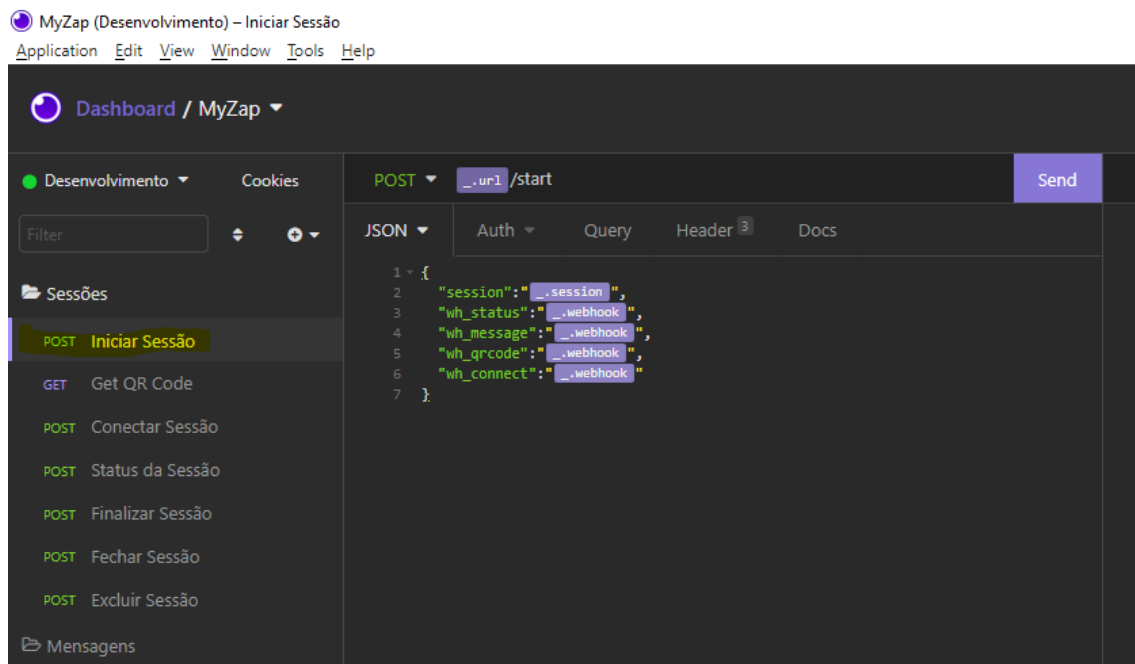 MyZap (Desenvolvimento) – Iniciar Sessão
Application Edit View Window Tools Help
Dashboard / MyZap
Desenvolvimento Cookies
POST _.url /start Send
Filter
JSON Auth Query Header 3 Docs
1 {
2 "session":" _.session ",
3 "wh_status":" _.webhook ",
4 "wh_message":" _.webhook ",
5 "wh_qrcode":" _.webhook ",
6 "wh_connect":" _.webhook "
7 }
Sessões
POST Iniciar Sessão
GET Get QR Code
POST Conectar Sessão
POST Status da Sessão
POST Finalizar Sessão
POST Fechar Sessão
POST Excluir Sessão
Mensagens